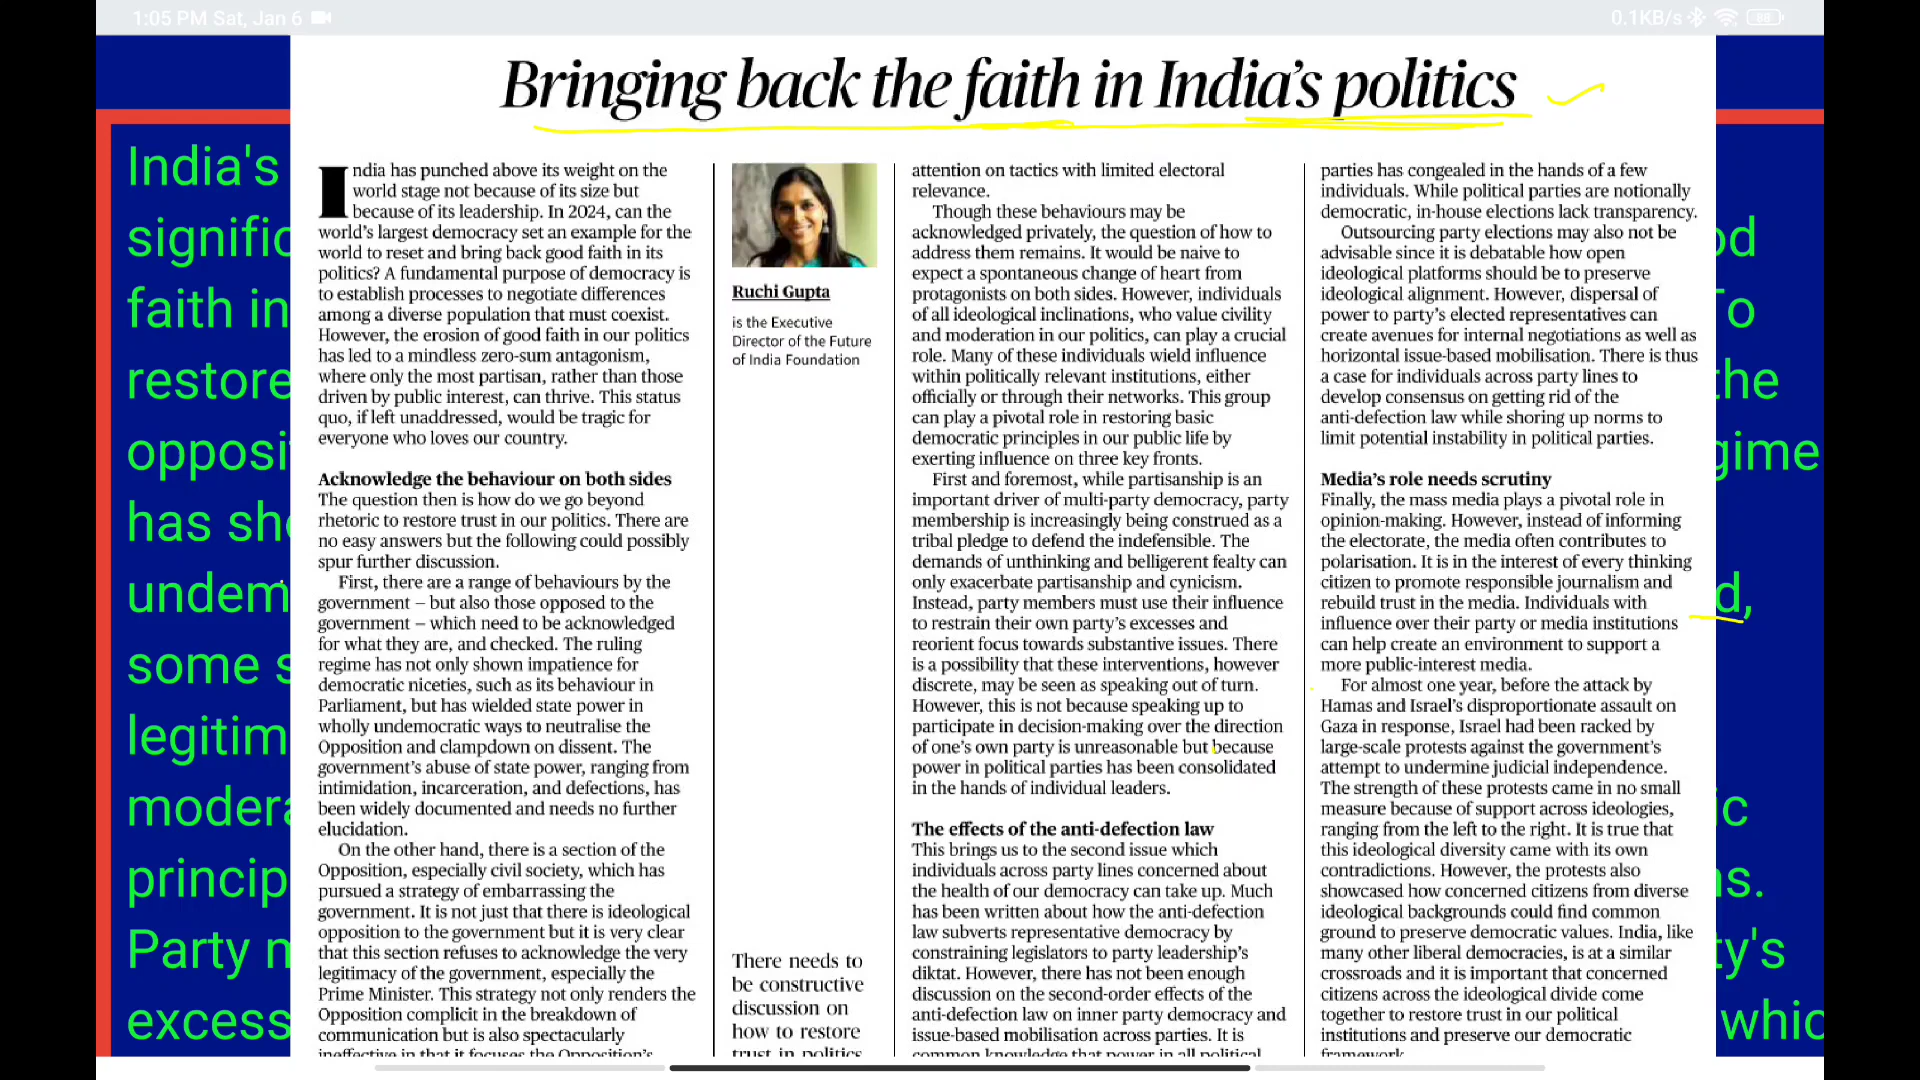 1:05 PM Sat, Jan 6
0.1KB/s
88
Bringing back the faith in India's politics
India's
signific
faith in
restore
opposi
has sh
undem
some s
legitim
modera
princip
Party m
excess
India has punched above its weight on the
world stage not because of its size but
because of its leadership. In 2024, can the
world's largest democracy set an example for the
world to reset and bring back good faith in its
politics? A fundamental purpose of democracy is
to establish processes to negotiate differences
among a diverse population that must coexist.
However, the erosion of good faith in our politics
has led to a mindless zero-sum antagonism,
where only the most partisan, rather than those
driven by public interest, can thrive. This status
quo, if left unaddressed, would be tragic for
everyone who loves our country.
Acknowledge the behaviour on both sides
The question then is how do we go beyond
rhetoric to restore trust in our politics. There are
no easy answers but the following could possibly
spur further discussion.
First, there are a range of behaviours by the
government – but also those opposed to the
government – which need to be acknowledged
for what they are, and checked. The ruling
regime has not only shown impatience for
democratic niceties, such as its behaviour in
Parliament, but has wielded state power in
wholly undemocratic ways to neutralise the
Opposition and clampdown on dissent. The
government's abuse of state power, ranging from
intimidation, incarceration, and defections, has
been widely documented and needs no further
elucidation.
On the other hand, there is a section of the
Opposition, especially civil society, which has
pursued a strategy of embarrassing the
government. It is not just that there is ideological
opposition to the government but it is very clear
that this section refuses to acknowledge the very
legitimacy of the government, especially the
Prime Minister. This strategy not only renders the
Opposition complicit in the breakdown of
communication but is also spectacularly
ineffective in that it focuses the Opposition's
Ruchi Gupta
is the Executive
Director of the Future
of India Foundation
There needs to
be constructive
discussion on
how to restore
trust in politics
attention on tactics with limited electoral
relevance.
Though these behaviours may be
acknowledged privately, the question of how to
address them remains. It would be naive to
expect a spontaneous change of heart from
protagonists on both sides. However, individuals
of all ideological inclinations, who value civility
and moderation in our politics, can play a crucial
role. Many of these individuals wield influence
within politically relevant institutions, either
officially or through their networks. This group
can play a pivotal role in restoring basic
democratic principles in our public life by
exerting influence on three key fronts.
First and foremost, while partisanship is an
important driver of multi-party democracy, party
membership is increasingly being construed as a
tribal pledge to defend the indefensible. The
demands of unthinking and belligerent fealty can
only exacerbate partisanship and cynicism.
Instead, party members must use their influence
to restrain their own party's excesses and
reorient focus towards substantive issues. There
is a possibility that these interventions, however
discrete, may be seen as speaking out of turn.
However, this is not because speaking up to
participate in decision-making over the direction
of one's own party is unreasonable but because
power in political parties has been consolidated
in the hands of individual leaders.
The effects of the anti-defection law
This brings us to the second issue which
individuals across party lines concerned about
the health of our democracy can take up. Much
has been written about how the anti-defection
law subverts representative democracy by
constraining legislators to party leadership's
diktat. However, there has not been enough
discussion on the second-order effects of the
anti-defection law on inner party democracy and
issue-based mobilisation across parties. It is
common knowledge that power in all political
parties has congealed in the hands of a few
individuals. While political parties are notionally
democratic, in-house elections lack transparency.
Outsourcing party elections may also not be
advisable since it is debatable how open
ideological platforms should be to preserve
ideological alignment. However, dispersal of
power to party's elected representatives can
create avenues for internal negotiations as well as
horizontal issue-based mobilisation. There is thus
a case for individuals across party lines to
develop consensus on getting rid of the
anti-defection law while shoring up norms to
limit potential instability in political parties.
Media's role needs scrutiny
Finally, the mass media plays a pivotal role in
opinion-making. However, instead of informing
the electorate, the media often contributes to
polarisation. It is in the interest of every thinking
citizen to promote responsible journalism and
rebuild trust in the media. Individuals with
influence over their party or media institutions
can help create an environment to support a
more public-interest media.
For almost one year, before the attack by
Hamas and Israel's disproportionate assault on
Gaza in response, Israel had been racked by
large-scale protests against the government's
attempt to undermine judicial independence.
The strength of these protests came in no small
measure because of support across ideologies,
ranging from the left to the right. It is true that
this ideological diversity came with its own
contradictions. However, the protests also
showcased how concerned citizens from diverse
ideological backgrounds could find common
ground to preserve democratic values. India, like
many other liberal democracies, is at a similar
crossroads and it is important that concerned
citizens across the ideological divide come
together to restore trust in our political
institutions and preserve our democratic
framework.
od
To
the
gime
d,
ic
ns.
ty's
which